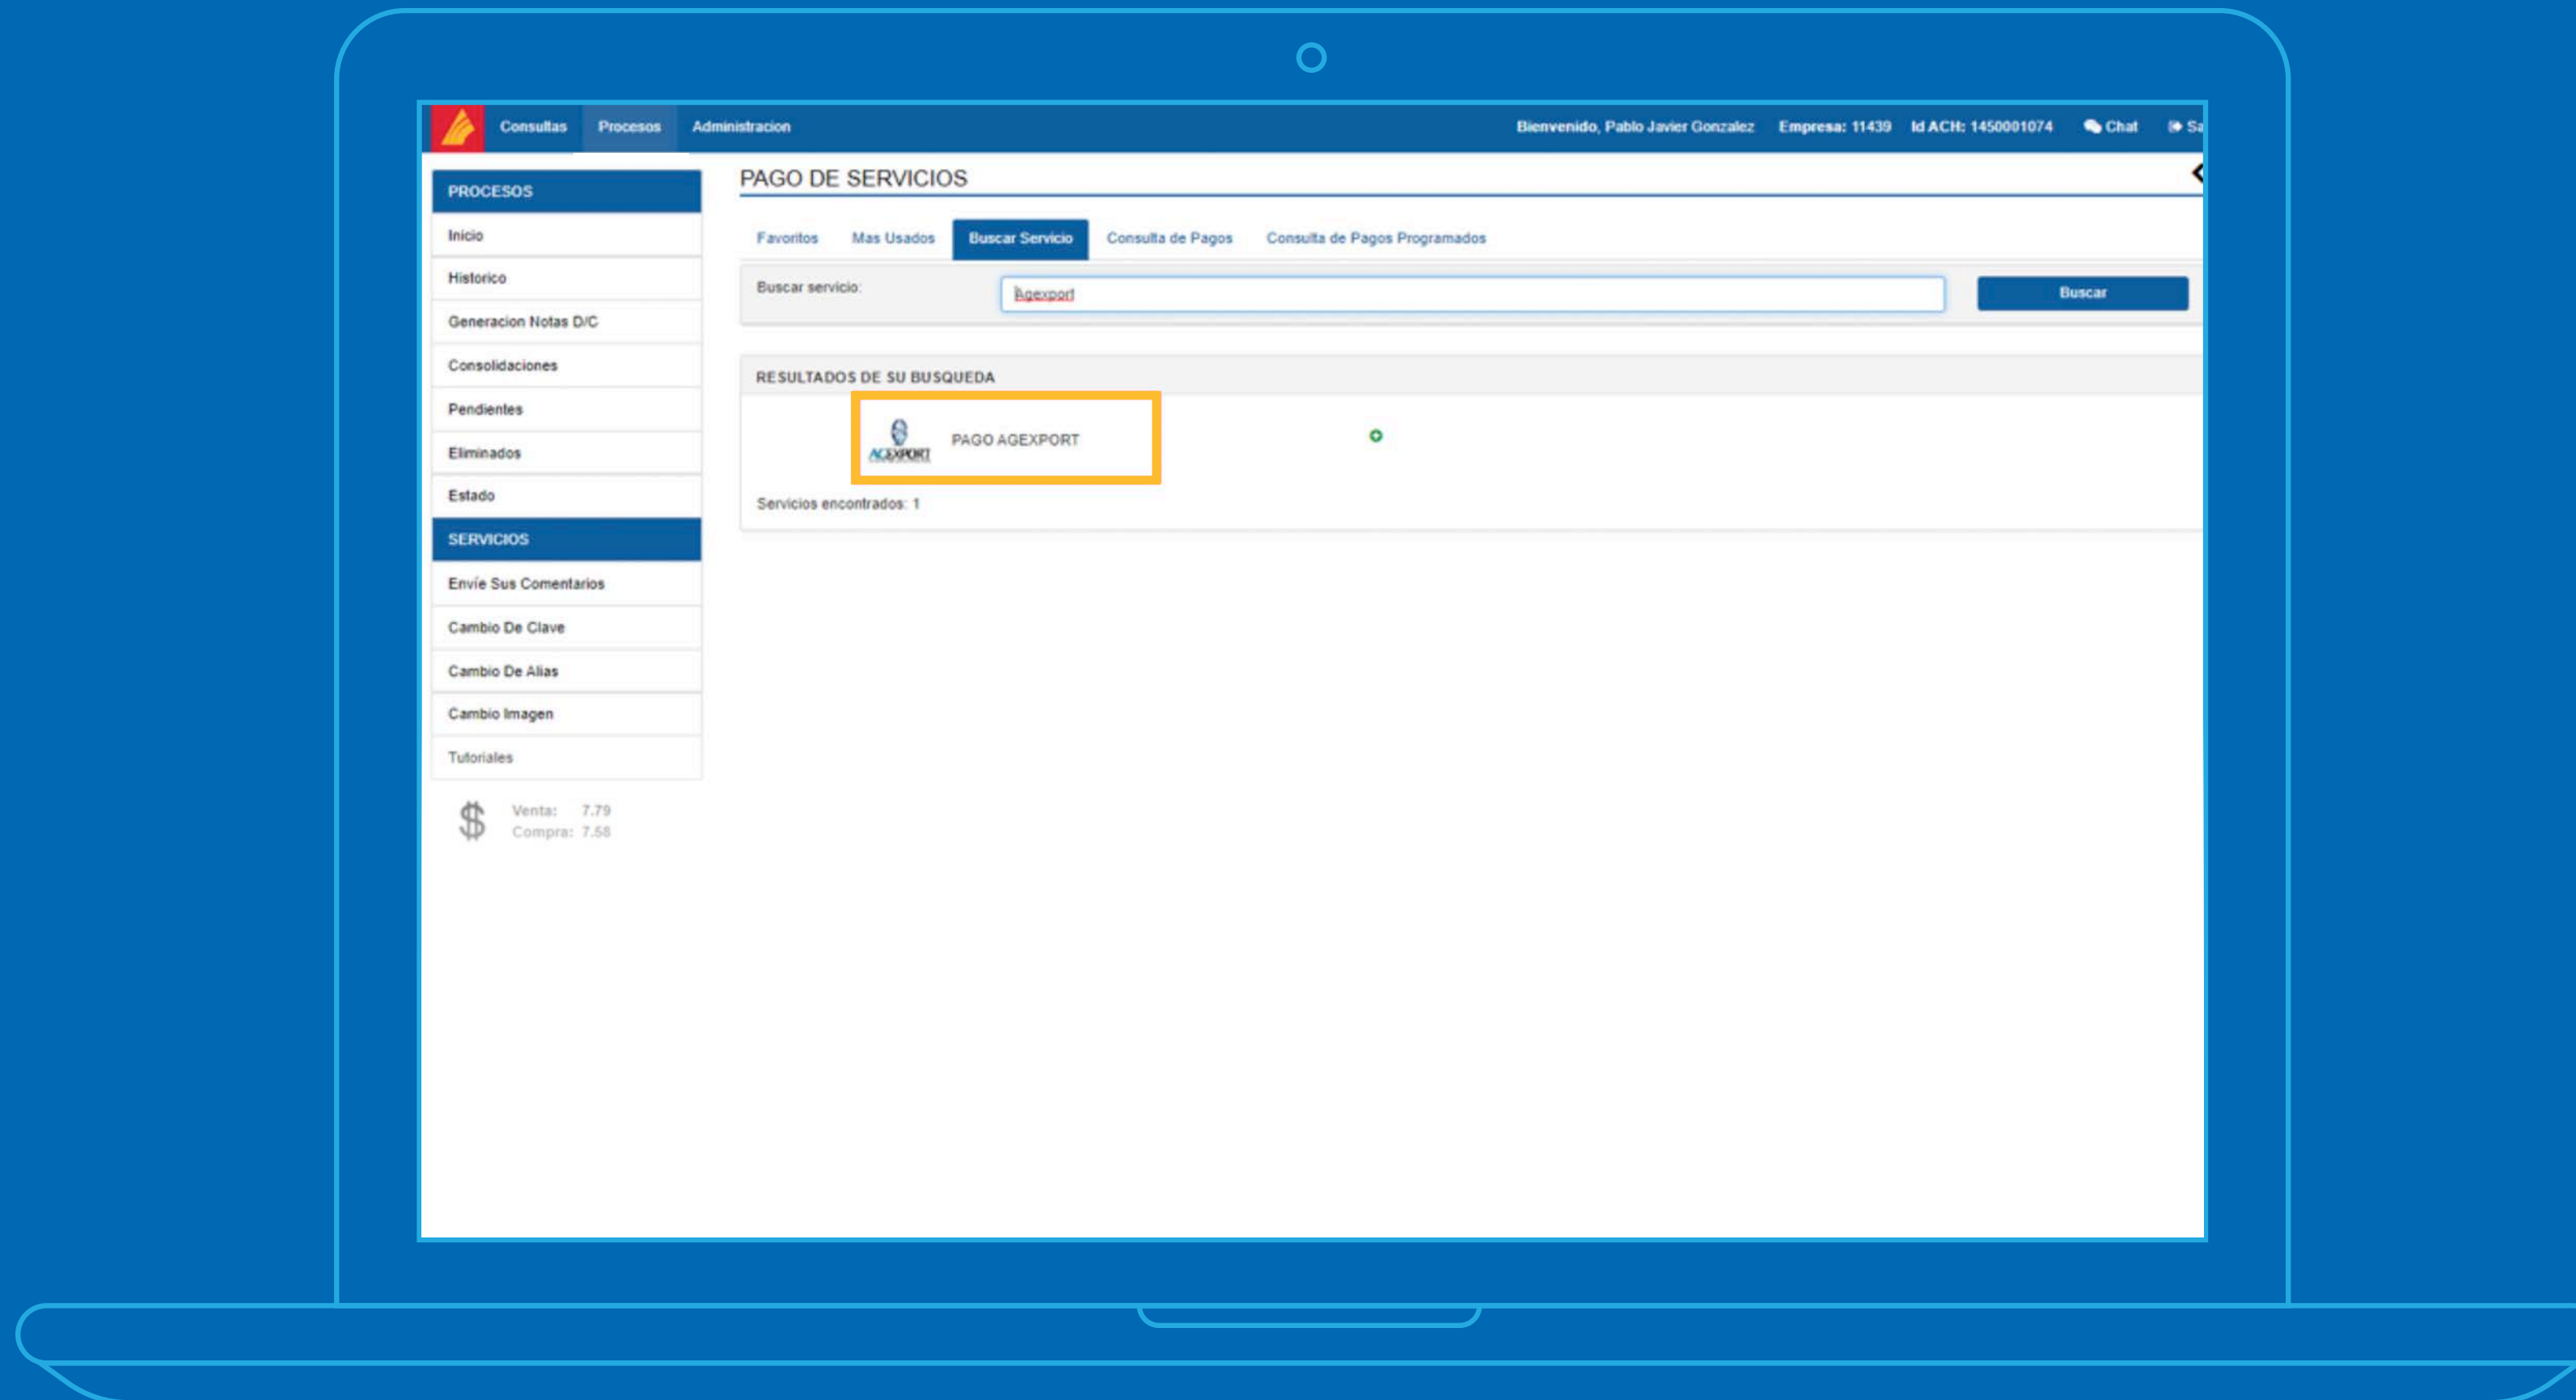 Consultas Procesos Administracion Bienvenido, Pablo Javier Gonzalez Empresa: 11439 Id ACH: 1450001074 Chat Sa
PROCESOS
Inicio
Historico
Generacion Notas D/C
Consolidaciones
Pendientes
Eliminados
Estado
SERVICIOS
Envíe Sus Comentarios
Cambio De Clave
Cambio De Alias
Cambio Imagen
Tutoriales
Venta: 7.79
Compra: 7.58
PAGO DE SERVICIOS
Favoritos Mas Usados Buscar Servicio Consulta de Pagos Consulta de Pagos Programados
Buscar servicio: Agexport Buscar
RESULTADOS DE SU BUSQUEDA
AGEXPORT PAGO AGEXPORT
Servicios encontrados: 1